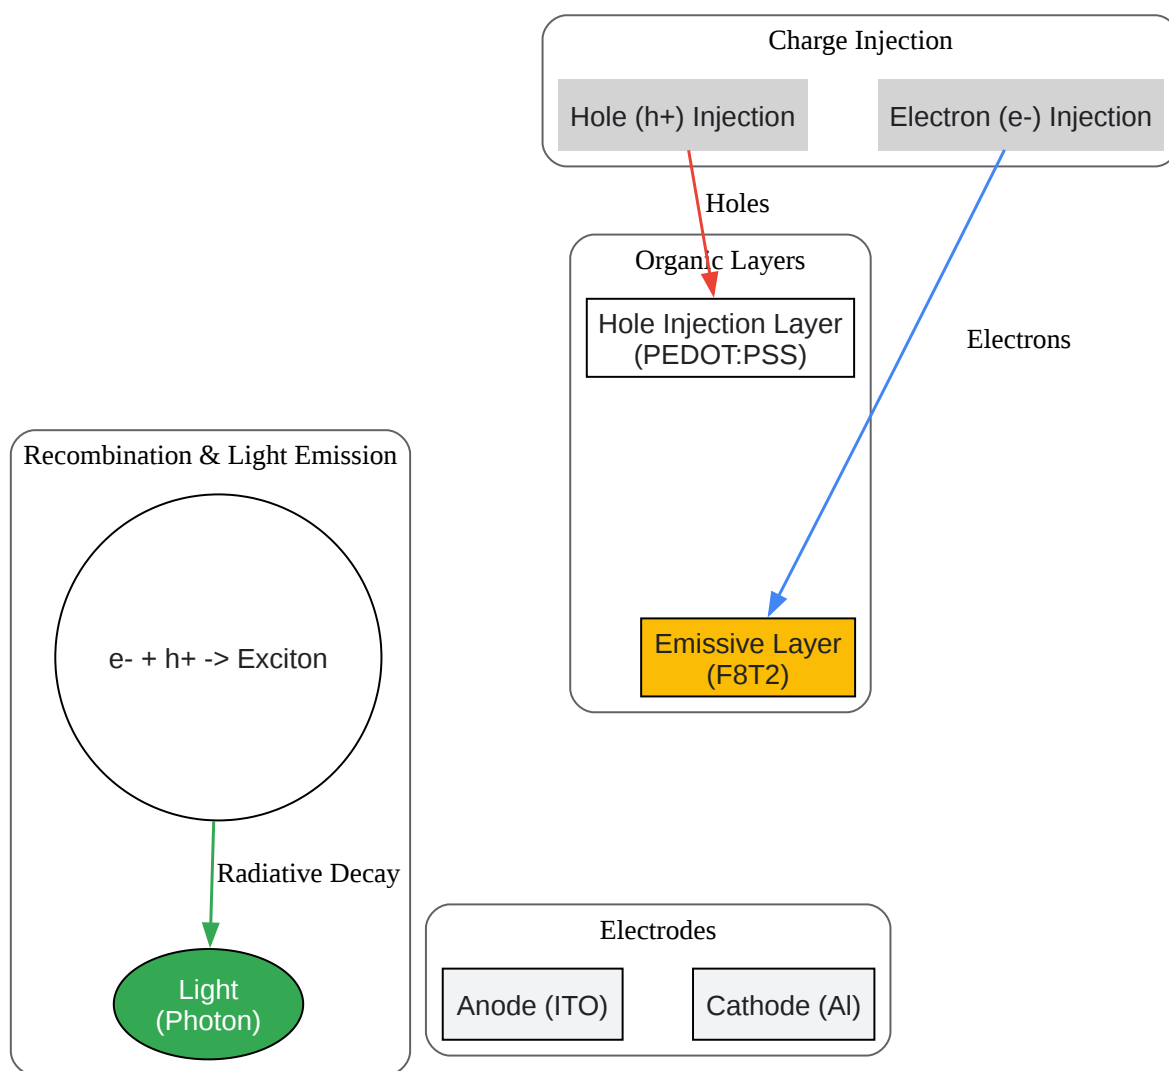 Charge Injection
Hole (h+) Injection
Electron (e-) Injection
Holes
Organic Layers
Hole Injection Layer
(PEDOT:PSS)
Electrons
Recombination & Light Emission
e- + h+ -> Exciton
Emissive Layer
(F8T2)
Radiative Decay
Light
(Photon)
Electrodes
Anode (ITO)
Cathode (Al)